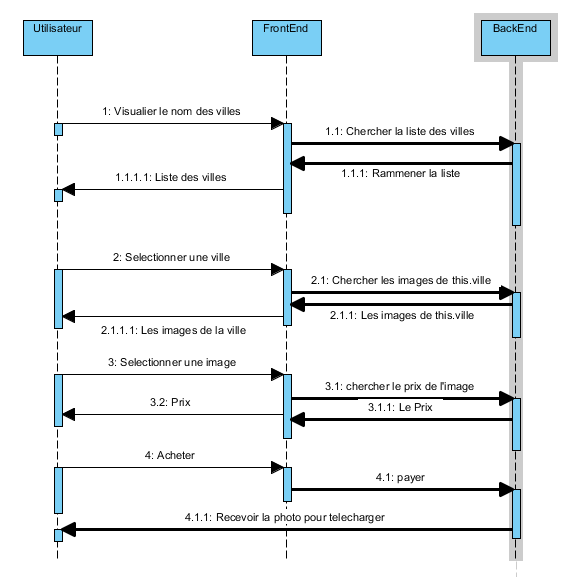 Utilisateur
FrontEnd
BackEnd
1: Visualier le nom des villes
1.1: Chercher la liste des villes
1.1.1: Rammener la liste
1.1.1.1: Liste des villes
2: Selectionner une ville
2.1: Chercher les images de this.ville
2.1.1: Les images de this.ville
2.1.1.1: Les images de la ville
3: Selectionner une image
3.1: chercher le prix de l'image
3.2: Prix
3.1.1: Le Prix
4: Acheter
4.1: payer
4.1.1: Recevoir la photo pour telecharger